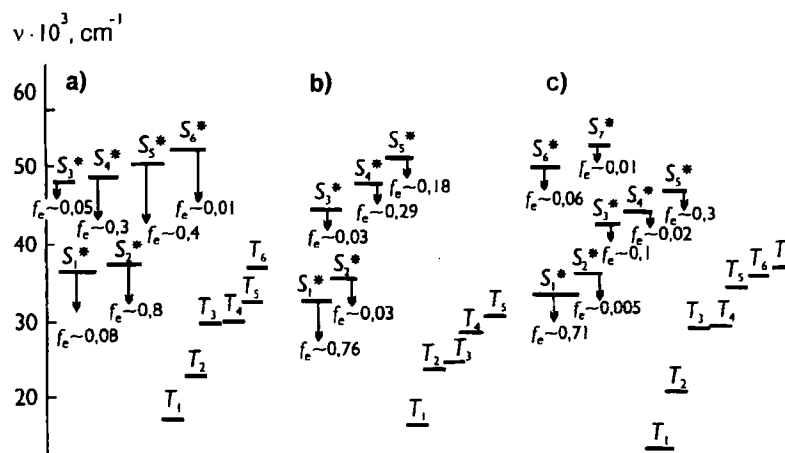 ν · 10³, cm⁻¹
a) b) c)
60
S₆* S₇*
S₅* S₅* S₆*
S₃* S₄* S₄* S₅*
50
fₑ~0,05 fₑ~0,3 fₑ~0,4 fₑ~0,01
S₃* fₑ~0,29 fₑ~0,18
fₑ~0,06 fₑ~0,01
S₃* S₄* fₑ~0,3
40
fₑ~0,03 fₑ~0,1 fₑ~0,02
S₁* S₂* S₁* S₂* S₁* S₂*
fₑ~0,08 fₑ~0,8 fₑ~0,76 fₑ~0,03 fₑ~0,71 fₑ~0,005
T₆ T₅ T₆ T
30
T₃ T₄ T₅ T₄ T₅ T₃ T₄
T₂ T₂ T₃ T₂
20
T₁ T₁ T₁